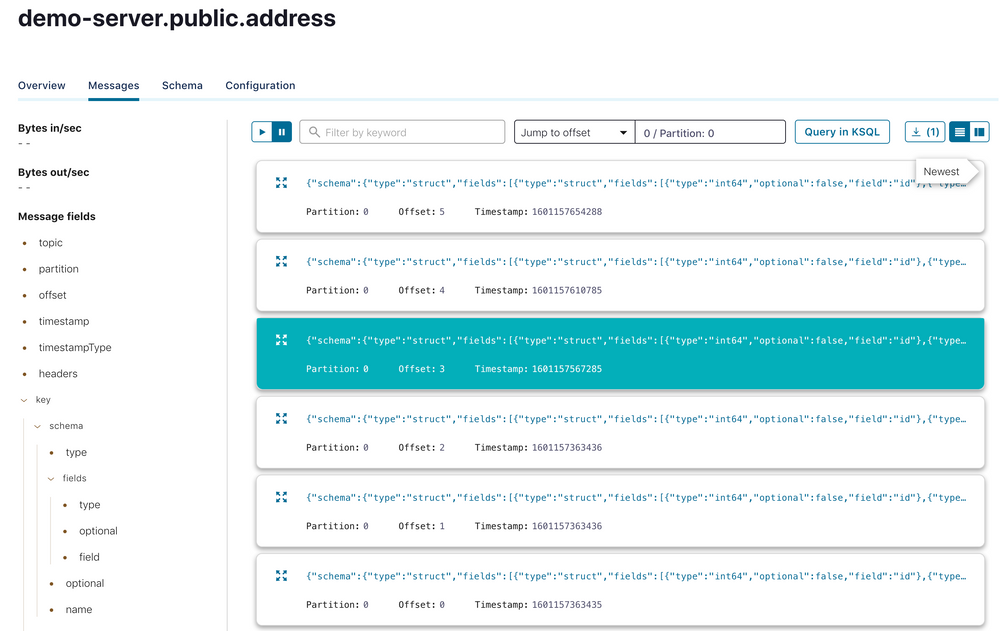 demo-server.public.address
Overview Messages Schema Configuration
Bytes in/sec
- -
Bytes out/sec
- -
Message fields
topic
partition
offset
timestamp
timestampType
headers
key
schema
type
fields
type
optional
field
optional
name
Filter by keyword Jump to offset 0 / Partition: 0 Query in KSQL (1)
Newest
{"schema":{"type":"struct","fields":[{"type":"struct","fields":[{"type":"int64","optional":false,"field":"id"},{"type…
Partition: 0 Offset: 5 Timestamp: 1601157654288
{"schema":{"type":"struct","fields":[{"type":"struct","fields":[{"type":"int64","optional":false,"field":"id"},{"type…
Partition: 0 Offset: 4 Timestamp: 1601157610785
{"schema":{"type":"struct","fields":[{"type":"struct","fields":[{"type":"int64","optional":false,"field":"id"},{"type…
Partition: 0 Offset: 3 Timestamp: 1601157567285
{"schema":{"type":"struct","fields":[{"type":"struct","fields":[{"type":"int64","optional":false,"field":"id"},{"type…
Partition: 0 Offset: 2 Timestamp: 1601157363436
{"schema":{"type":"struct","fields":[{"type":"struct","fields":[{"type":"int64","optional":false,"field":"id"},{"type…
Partition: 0 Offset: 1 Timestamp: 1601157363436
{"schema":{"type":"struct","fields":[{"type":"struct","fields":[{"type":"int64","optional":false,"field":"id"},{"type…
Partition: 0 Offset: 0 Timestamp: 1601157363435